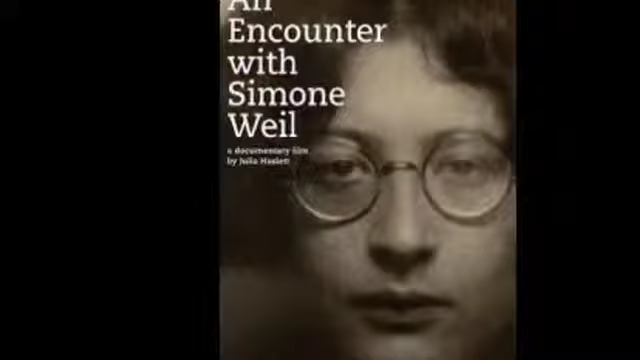 An
Encounter
with
Simone
Weil
a documentary film
by Julia Haslett